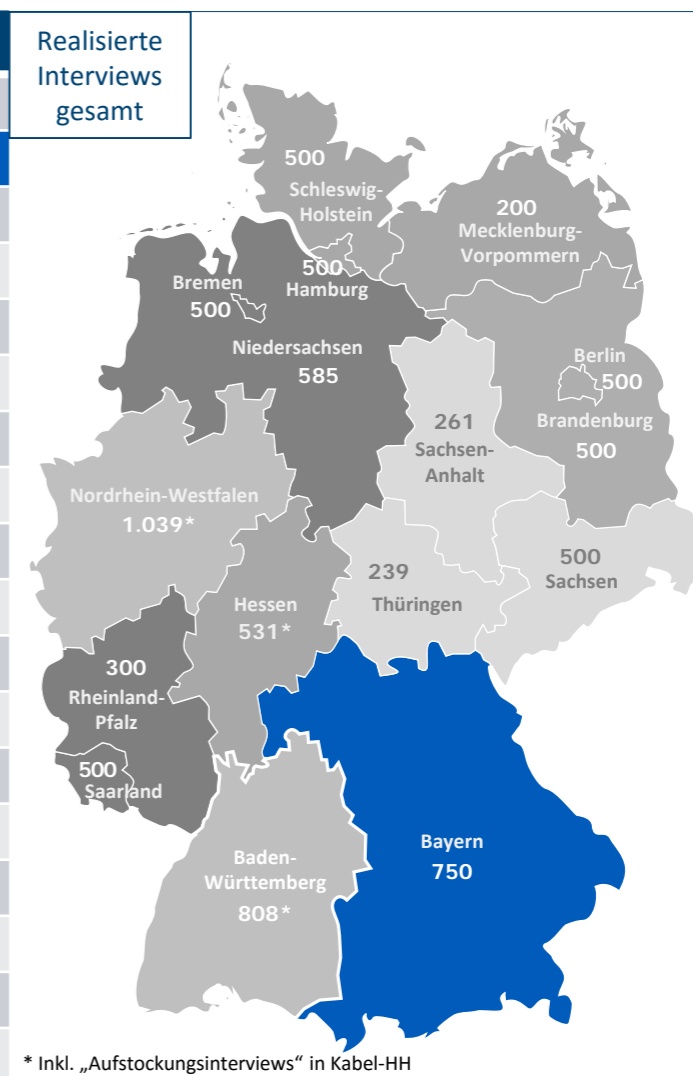 Realisierte
Interviews
gesamt
500
Schleswig-
Holstein
200
Mecklenburg-
Vorpommern
500
Hamburg
Bremen
500
Niedersachsen
585
Berlin
500
Brandenburg
500
261
Sachsen-
Anhalt
Nordrhein-Westfalen
1.039*
239
Thüringen
500
Sachsen
Hessen
531*
300
Rheinland-
Pfalz
500
Saarland
Bayern
750
Baden-
Württemberg
808*
* Inkl. „Aufstockungsinterviews“ in Kabel-HH